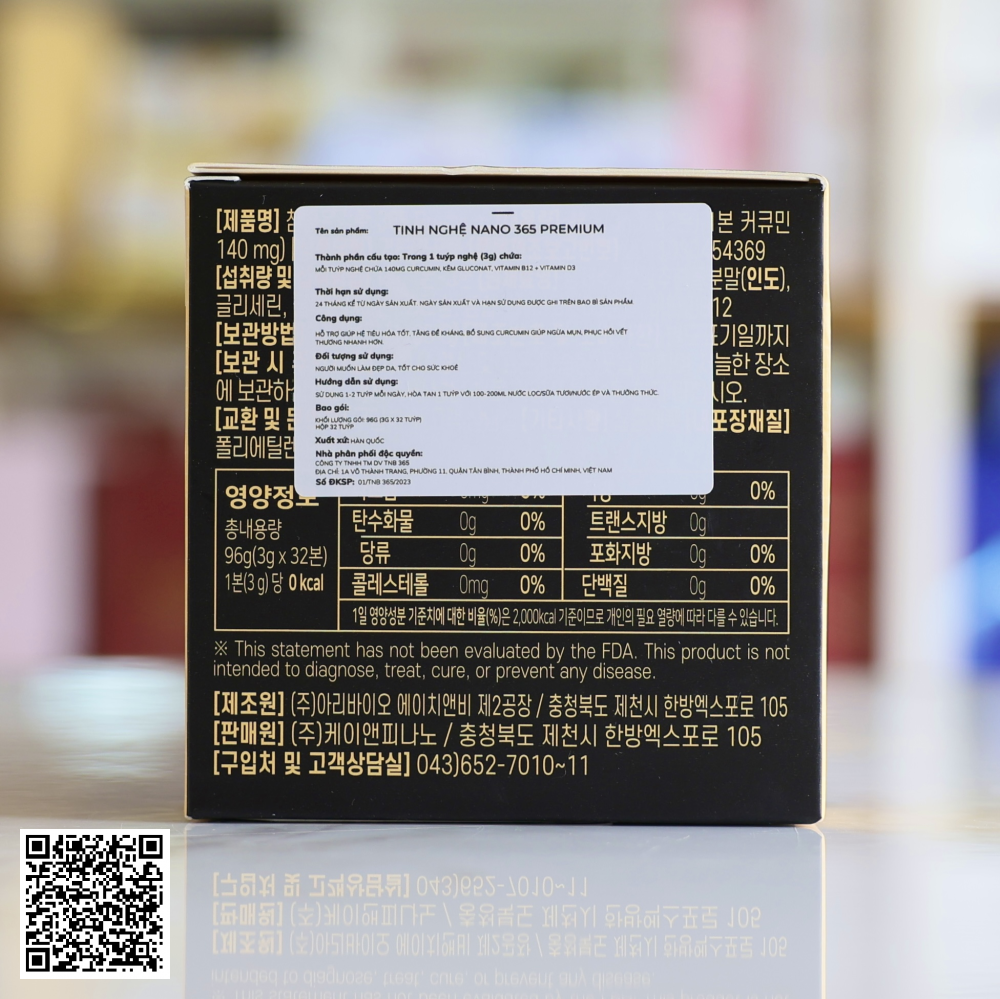 [제품명]
본 커큐민
140 mg)
54369
[섭취량 및
분말(인도),
글리세린,
12
[보관방법
표기일까지
[보관 시
늘한 장소
에 보관하
시오.
[교환 및
포장재질]
폴리에틸렌
Tên sản phẩm: TINH NGHỆ NANO 365 PREMIUM
Thành phần cấu tạo: Trong 1 tuýp nghệ (3g) chứa:
MỖI TUÝP NGHỆ CHỨA 140MG CURCUMIN, KẼM GLUCONAT, VITAMIN B12 + VITAMIN D3
Thời hạn sử dụng:
24 THÁNG KỂ TỪ NGÀY SẢN XUẤT. NGÀY SẢN XUẤT VÀ HẠN SỬ DỤNG ĐƯỢC GHI TRÊN BAO BÌ SẢN PHẨM
Công dụng:
HỖ TRỢ GIÚP HỆ TIÊU HÓA TỐT, TĂNG ĐỀ KHÁNG, BỔ SUNG CURCUMIN GIÚP NGỪA MỤN, PHỤC HỒI VẾT
THƯƠNG NHANH HƠN.
Đối tượng sử dụng:
NGƯỜI MUỐN LÀM ĐẸP DA, TỐT CHO SỨC KHOẺ
Hướng dẫn sử dụng:
SỬ DỤNG 1-2 TUÝP MỖI NGÀY, HÒA TAN 1 TUÝP VỚI 100-200ML NƯỚC LỌC/SỮA TƯƠI/NƯỚC ÉP VÀ THƯỞNG THỨC.
Bao gói:
KHỐI LƯỢNG GÓI: 96G (3G X 32 TUÝP)
HỘP 32 TUÝP
Xuất xứ: HÀN QUỐC
Nhà phân phối độc quyền:
CÔNG TY TNHH TM DV TNB 365
ĐỊA CHỈ: 1A VÕ THÀNH TRANG, PHƯỜNG 11, QUẬN TÂN BÌNH, THÀNH PHỐ HỒ CHÍ MINH, VIỆT NAM
Số ĐKSP: 01/TNB 365/2023
영양정보
총내용량
96g(3g x 32본)
1본(3 g) 당 0 kcal
0mg 0% 0g 0%
탄수화물 0g 0% 트랜스지방 0g
당류 0g 0% 포화지방 0g 0%
콜레스테롤 0mg 0% 단백질 0g 0%
1일 영양성분 기준치에 대한 비율(%)은 2,000kcal 기준이므로 개인의 필요 열량에 따라 다를 수 있습니다.
※ This statement has not been evaluated by the FDA. This product is not
intended to diagnose, treat, cure, or prevent any disease.
[제조원] (주)아리바이오 에이치앤비 제2공장 / 충청북도 제천시 한방엑스포로 105
[판매원] (주)케이앤피나노 / 충청북도 제천시 한방엑스포로 105
[구입처 및 고객상담실] 043)652-7010~11